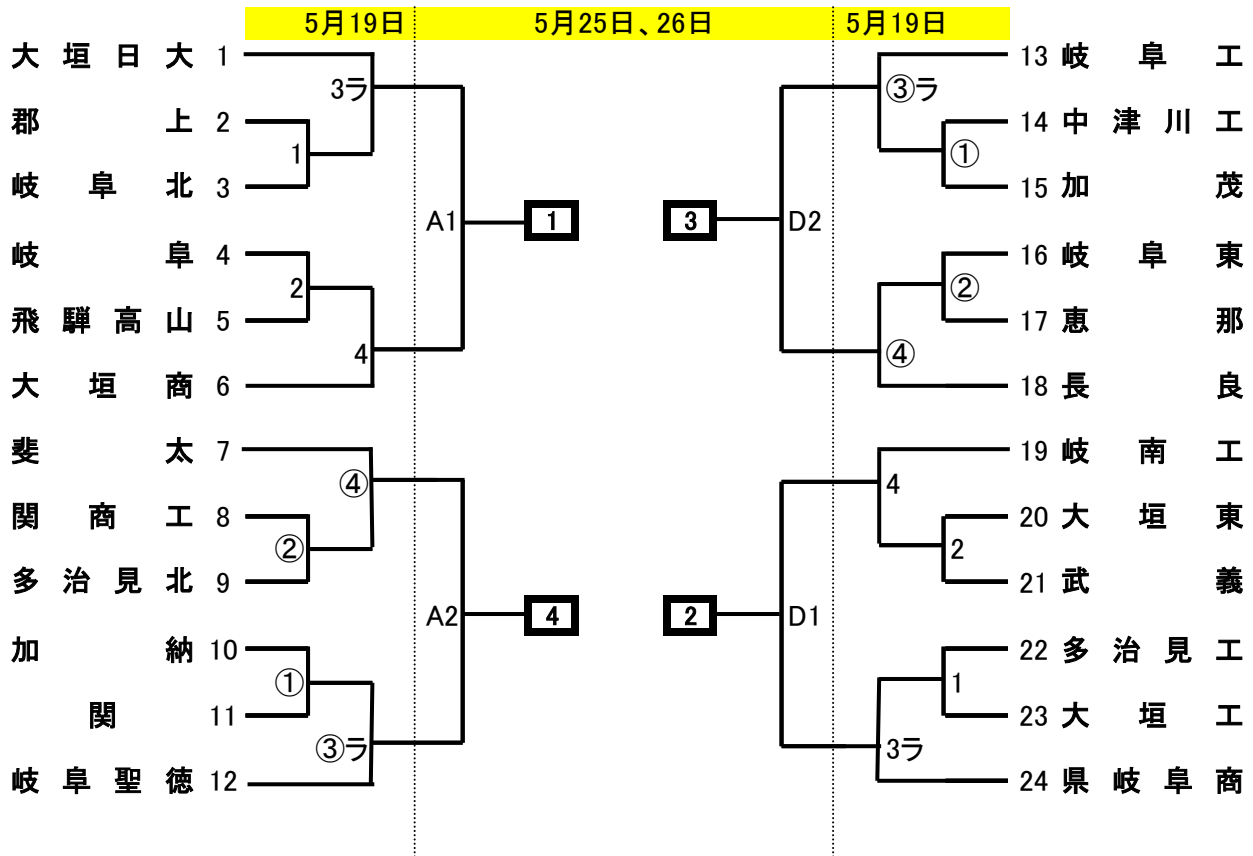 5月19日 5月25日、26日 5月19日
大垣日大 1 13 岐阜工
3ラ ③ラ
郡上 2 14 中津川工
1 ①
岐阜北 3 15 加茂
A1 1 3 D2
岐阜 4 16 岐阜東
2 ②
飛騨高山 5 17 恵那
4 ④
大垣商 6 18 長良
斐太 7 19 岐南工
④ 4
関商工 8 20 大垣東
② 2
多治見北 9 21 武義
A2 4 2 D1
加納 10 22 多治見工
① 1
関 11 23 大垣工
③ラ 3ラ
岐阜聖徳 12 24 県岐阜商